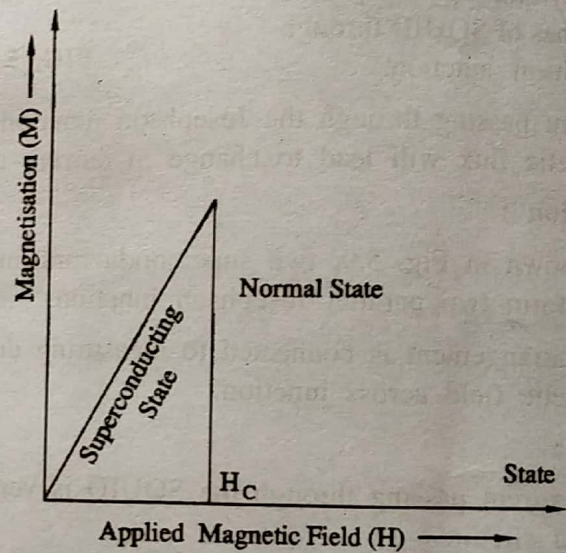 Magnetisation (M)
Superconducting
State
Normal State
H_C
State
Applied Magnetic Field (H)